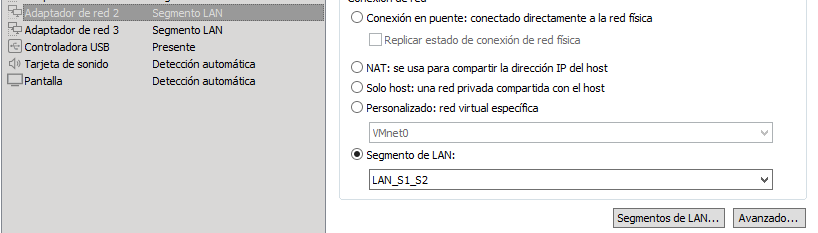 Conexión de red
Adaptador de red 2 Segmento LAN
Adaptador de red 3 Segmento LAN
Controladora USB Presente
Tarjeta de sonido Detección automática
Pantalla Detección automática
Conexión en puente: conectado directamente a la red física
Replicar estado de conexión de red física
NAT: se usa para compartir la dirección IP del host
Solo host: una red privada compartida con el host
Personalizado: red virtual específica
VMnet0
Segmento de LAN:
LAN_S1_S2
Segmentos de LAN... Avanzado...